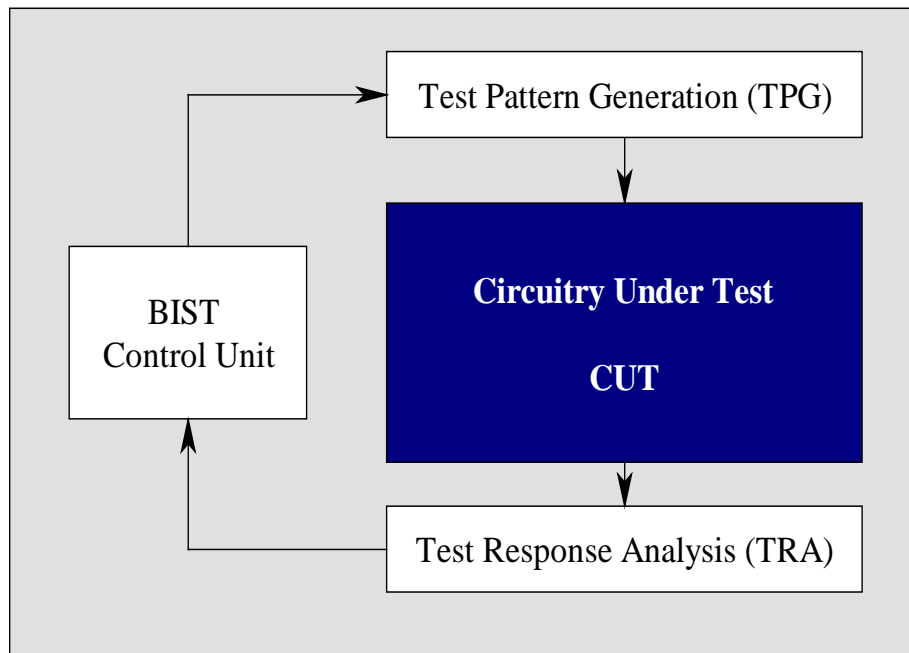 Test Pattern Generation (TPG)
Circuitry Under Test
CUT
BIST
Control Unit
Test Response Analysis (TRA)